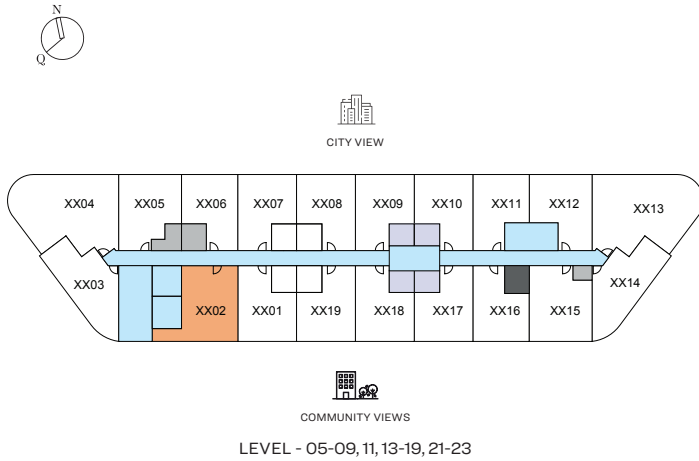 N
Q
CITY VIEW
XX04 XX05 XX06 XX07 XX08 XX09 XX10 XX11 XX12 XX13
XX03 XX14
XX02 XX01 XX19 XX18 XX17 XX16 XX15
COMMUNITY VIEWS
LEVEL - 05-09, 11, 13-19, 21-23